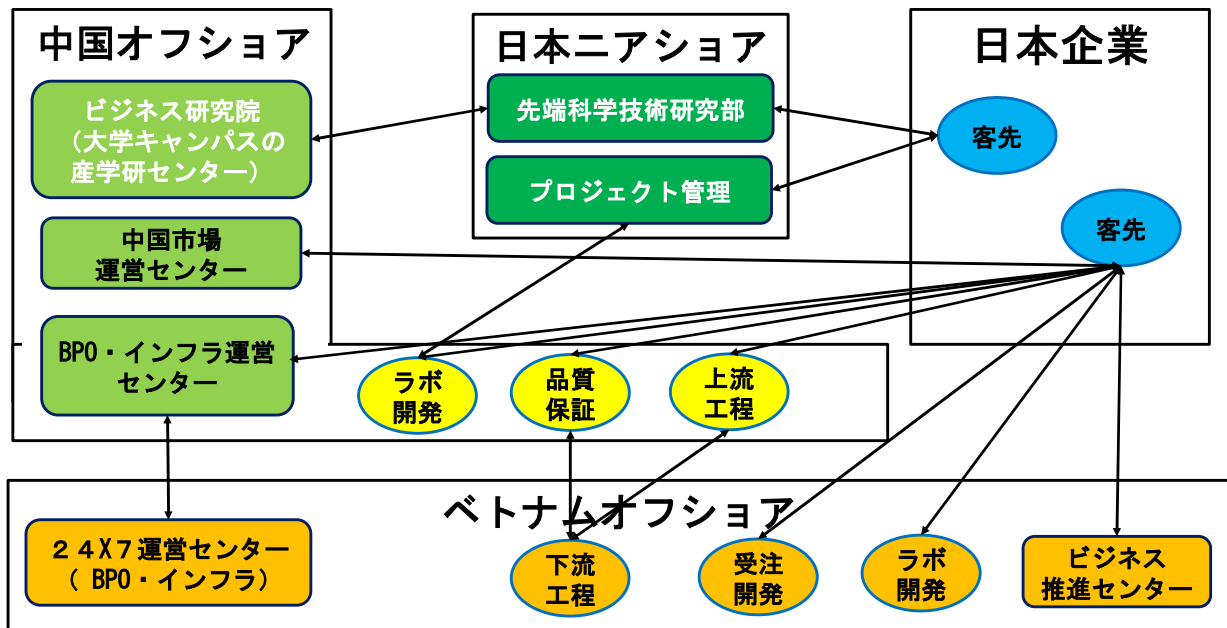 中国オフショア
ビジネス研究院
（大学キャンパスの
産学研センター）
中国市場
運営センター
BPO・インフラ運営
センター
日本ニアショア
先端科学技術研究部
プロジェクト管理
日本企業
客先
客先
ラボ
開発
品質
保証
上流
工程
ベトナムオフショア
２４X７運営センター
（ BPO・インフラ）
下流
工程
受注
開発
ラボ
開発
ビジネス
推進センター